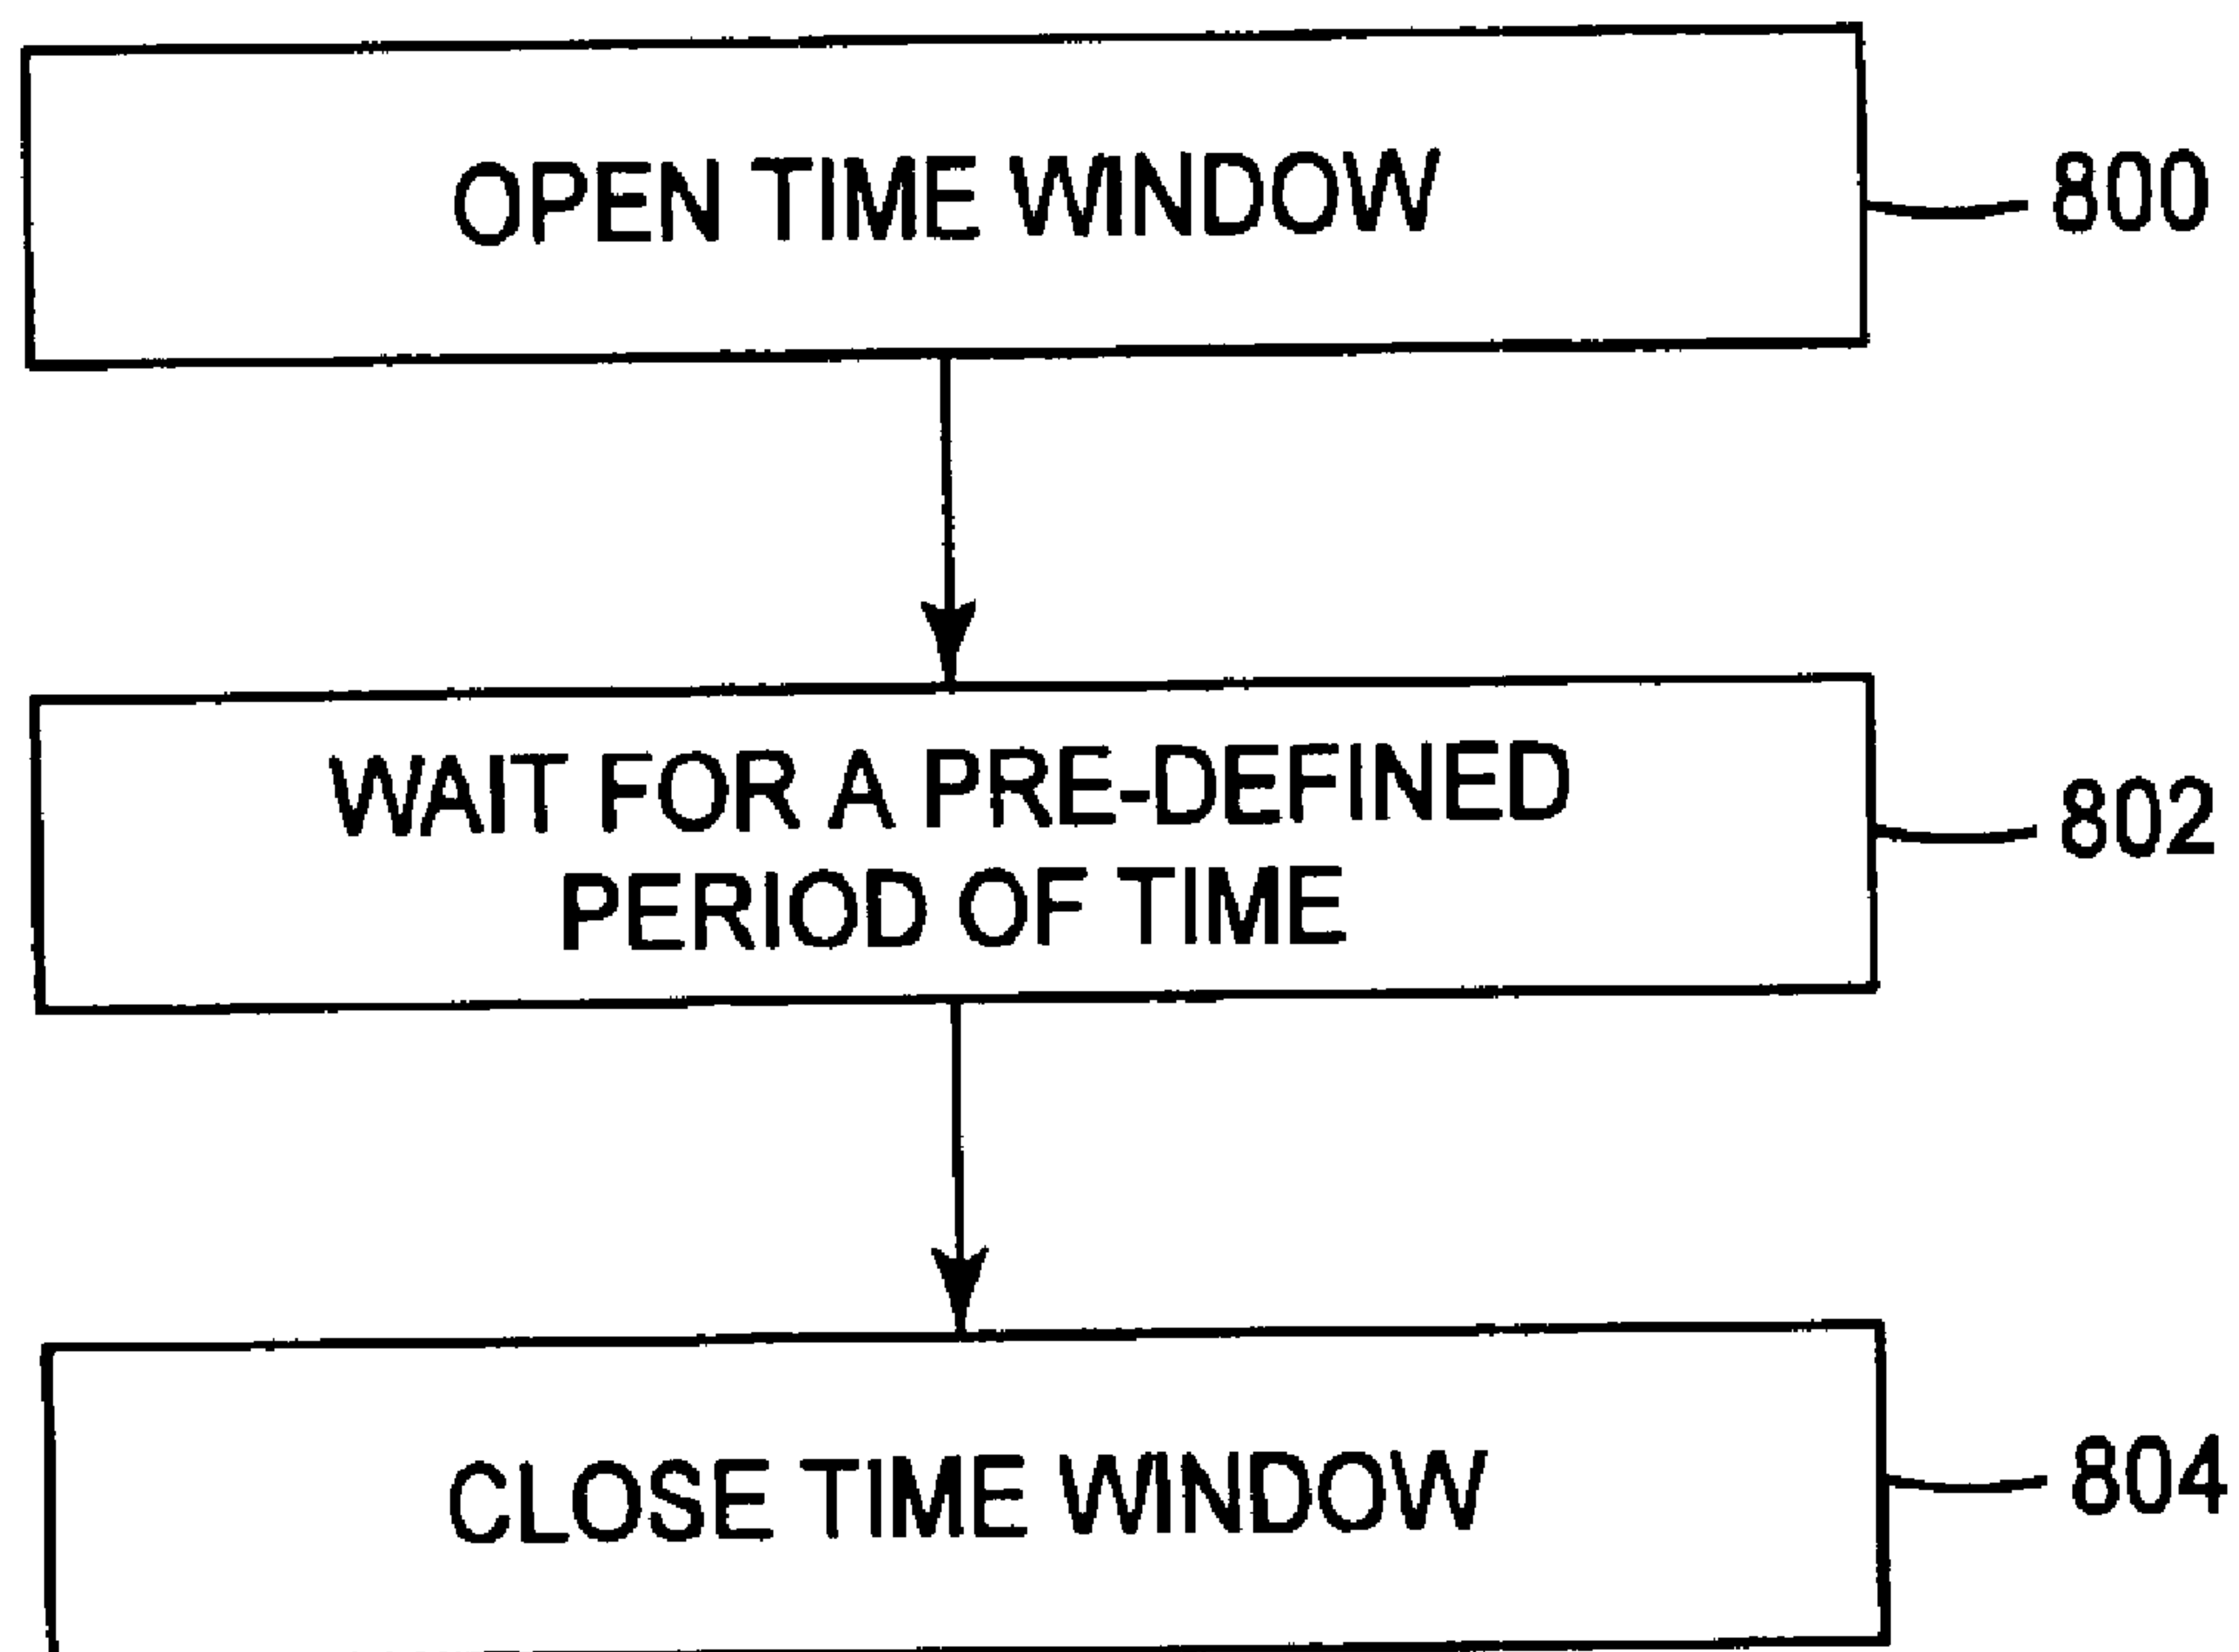 OPEN TIME WINDOW
800
WAIT FOR A PRE-DEFINED
PERIOD OF TIME
802
CLOSE TIME WINDOW
804